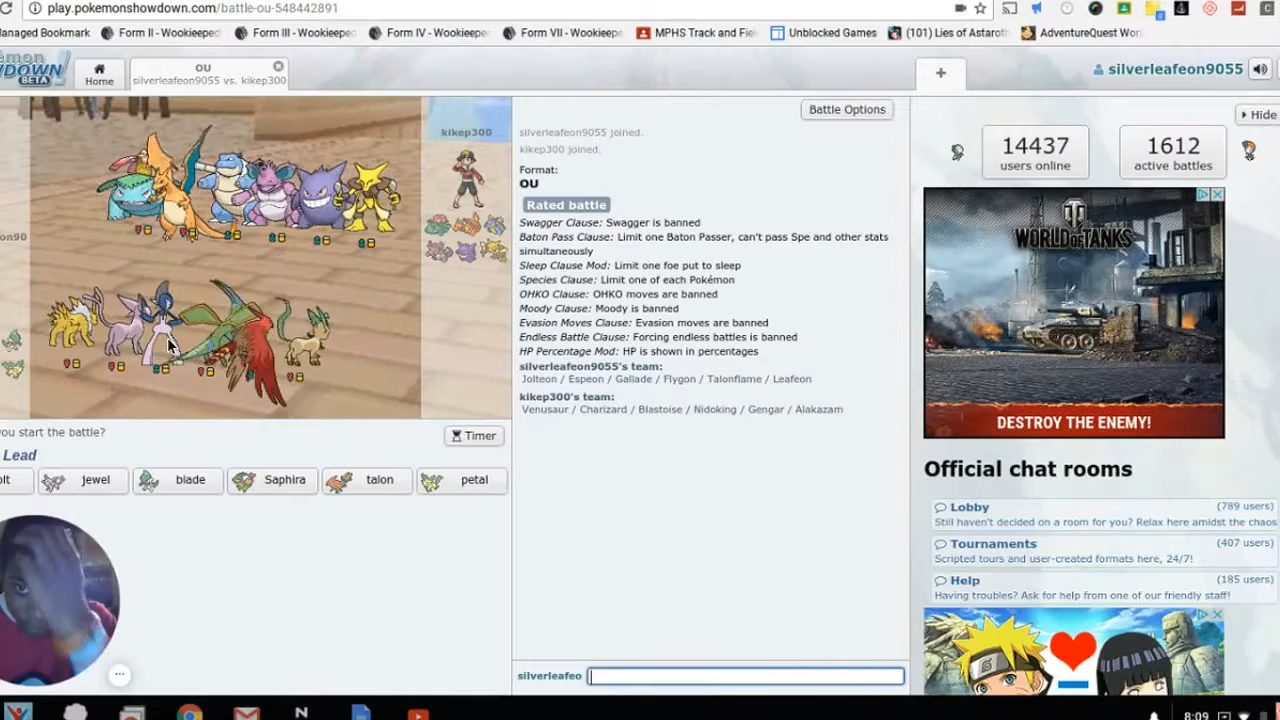 play.pokemonshowdown.com/battle-ou-548442891
anaged Bookmark
Form II - Wookieepe
Form III - Wookieepe
Form IV - Wookieep
Form VII - Wookieepe
MPHS Track and Fie
Unblocked Games
(101) Lies of Astaroth
AdventureQuest Wor
émon
OWDOWN
BETA
Home
OU
silverleafeon9055 vs. kikep300
+
silverleafeon9055
on90
kikep300
Battle Options
silverleafeon9055 joined.
kikep300 joined.
Format:
OU
Rated battle
Swagger Clause: Swagger is banned
Baton Pass Clause: Limit one Baton Passer, can't pass Spe and other stats
simultaneously
Sleep Clause Mod: Limit one foe put to sleep
Species Clause: Limit one of each Pokémon
OHKO Clause: OHKO moves are banned
Moody Clause: Moody is banned
Evasion Moves Clause: Evasion moves are banned
Endless Battle Clause: Forcing endless battles is banned
HP Percentage Mod: HP is shown in percentages
silverleafeon9055's team:
Jolteon / Espeon / Gallade / Flygon / Talonflame / Leafeon
kikep300's team:
Venusaur / Charizard / Blastoise / Nidoking / Gengar / Alakazam
you start the battle?
Timer
Lead
olt
jewel
blade
Saphira
talon
petal
...
silverleafeo
Hide
14437
users online
1612
active battles
WORLD OF TANKS
DESTROY THE ENEMY!
Official chat rooms
Lobby
(789 users)
Still haven't decided on a room for you? Relax here amidst the chaos
Tournaments
(407 users)
Scripted tours and user-created formats here, 24/7!
Help
(185 users)
Having troubles? Ask for help from one of our friendly staff!
8:09